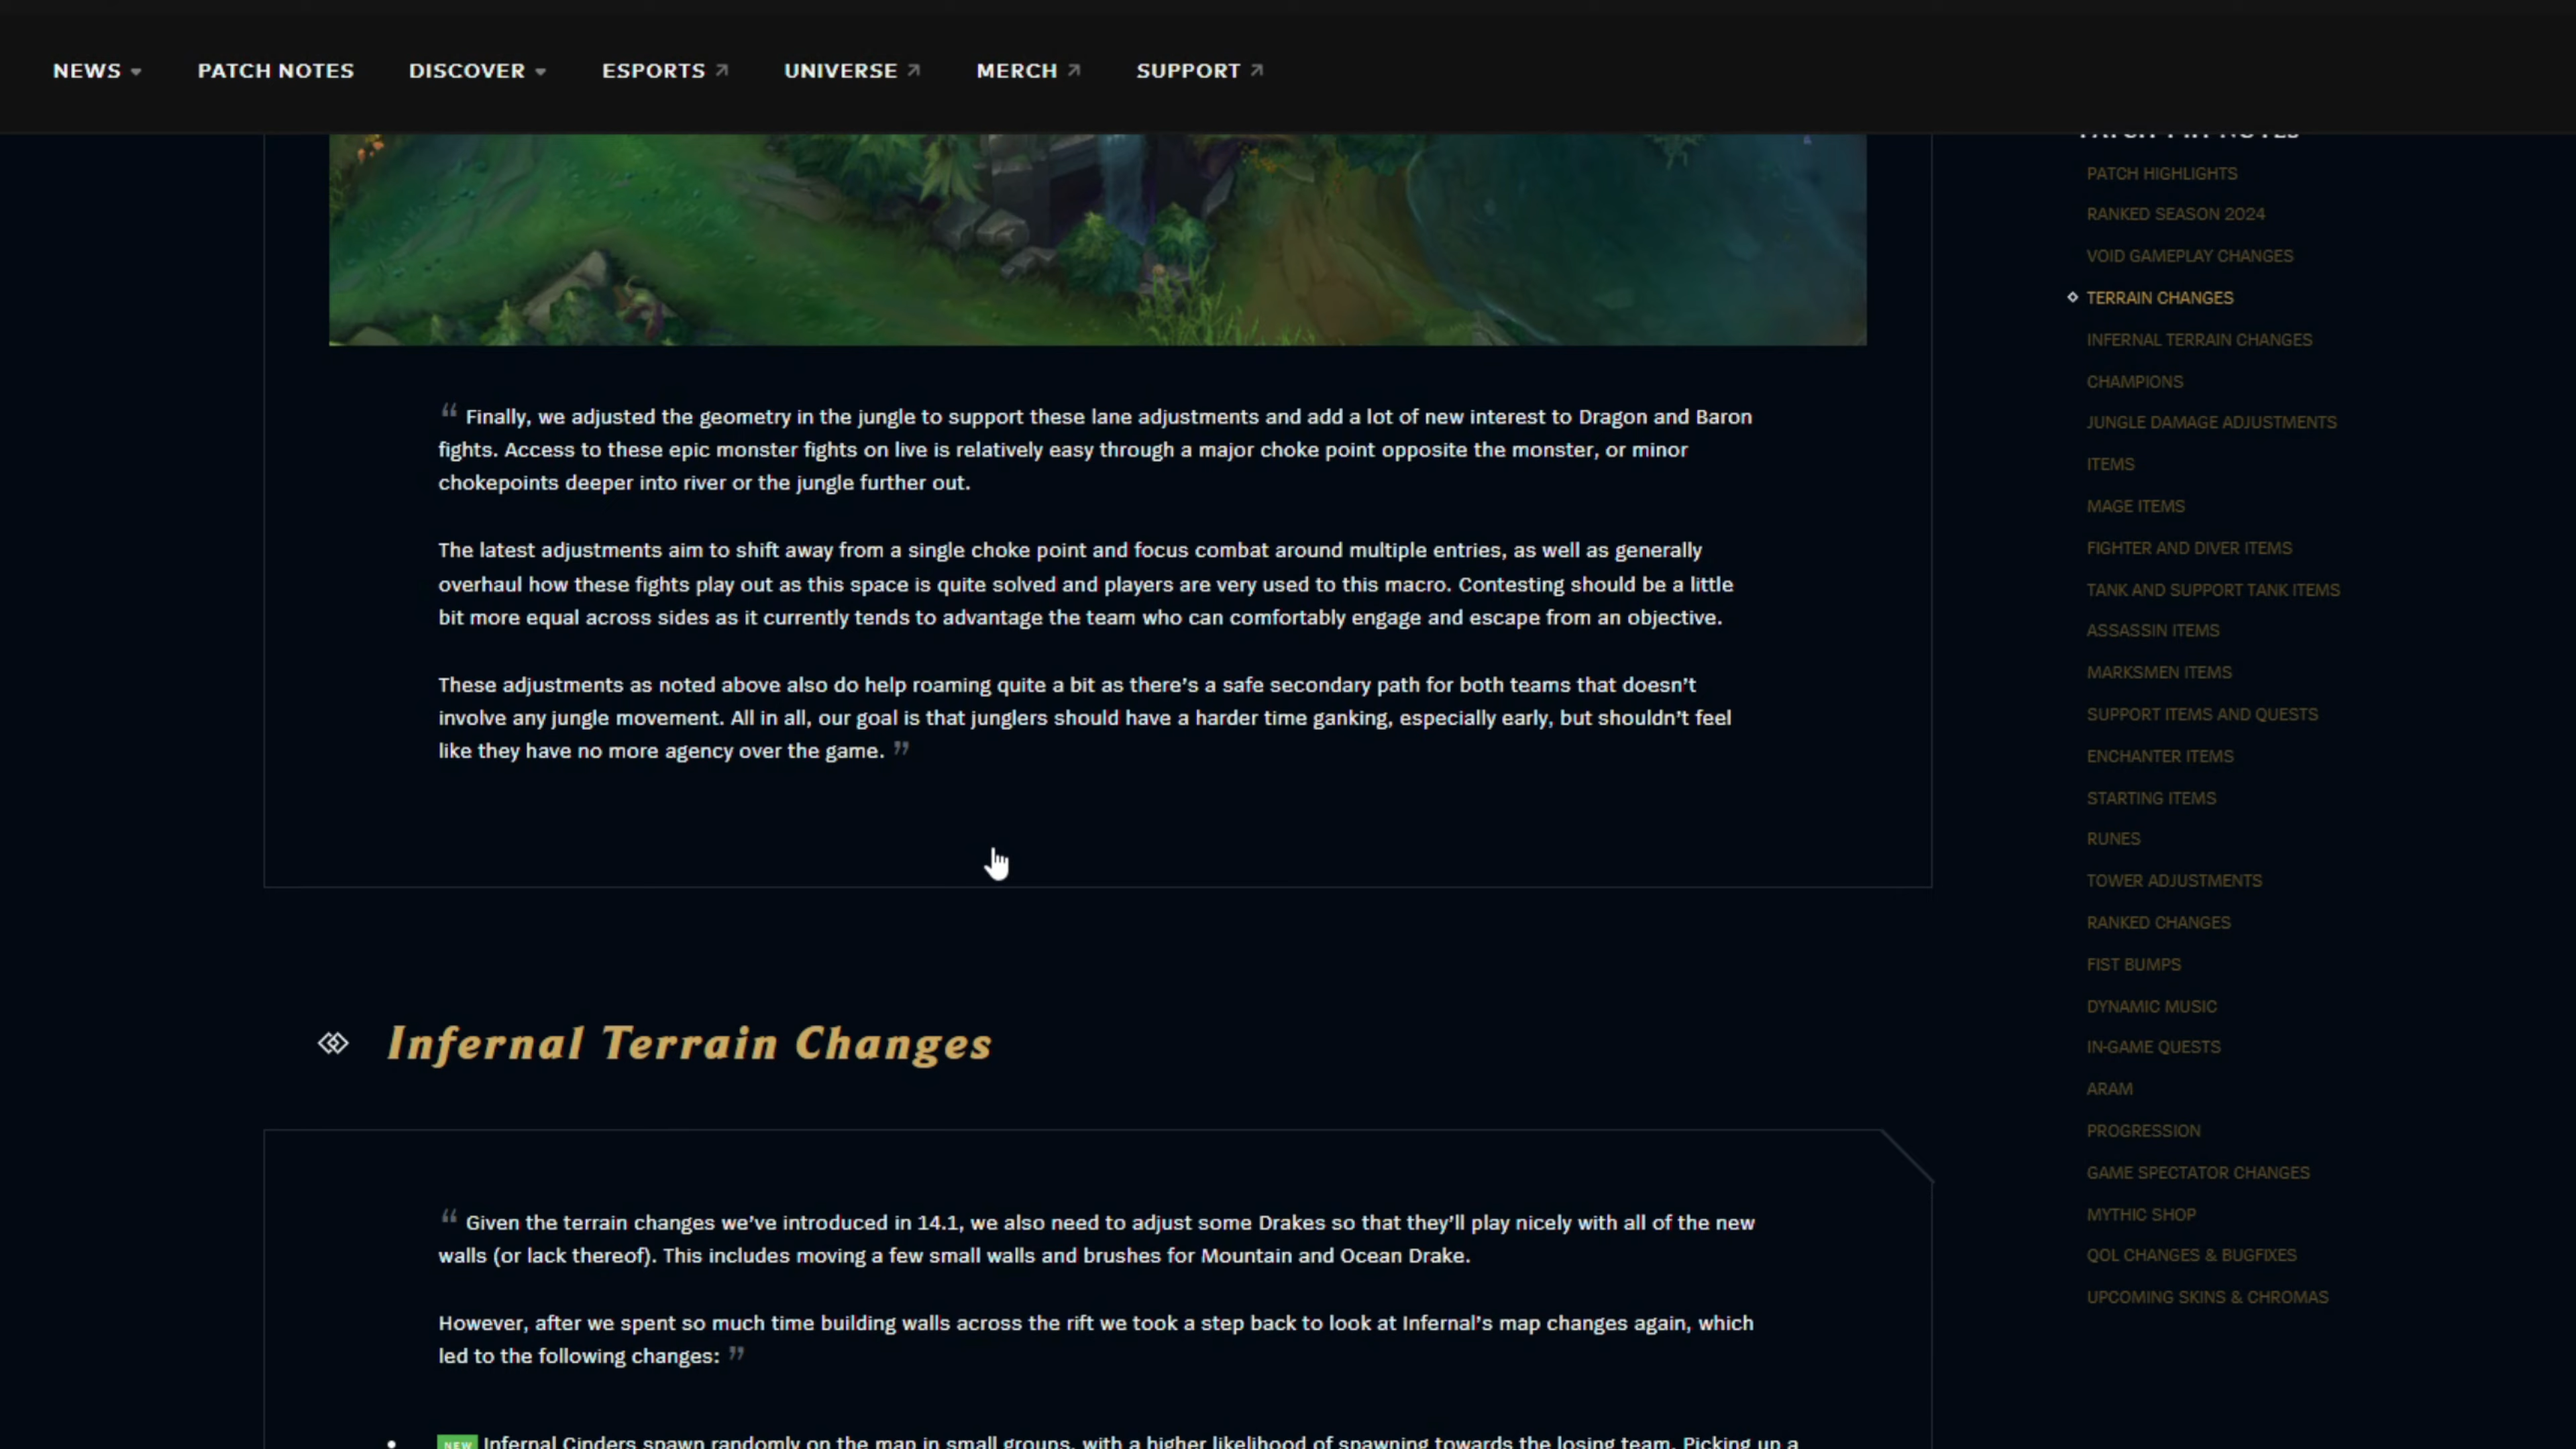 NEWS PATCH NOTES DISCOVER ESPORTS UNIVERSE MERCH SUPPORT
“ Finally, we adjusted the geometry in the jungle to support these lane adjustments and add a lot of new interest to Dragon and Baron
fights. Access to these epic monster fights on live is relatively easy through a major choke point opposite the monster, or minor
chokepoints deeper into river or the jungle further out.
The latest adjustments aim to shift away from a single choke point and focus combat around multiple entries, as well as generally
overhaul how these fights play out as this space is quite solved and players are very used to this macro. Contesting should be a little
bit more equal across sides as it currently tends to advantage the team who can comfortably engage and escape from an objective.
These adjustments as noted above also do help roaming quite a bit as there’s a safe secondary path for both teams that doesn’t
involve any jungle movement. All in all, our goal is that junglers should have a harder time ganking, especially early, but shouldn’t feel
like they have no more agency over the game. ”
Infernal Terrain Changes
“ Given the terrain changes we’ve introduced in 14.1, we also need to adjust some Drakes so that they’ll play nicely with all of the new
walls (or lack thereof). This includes moving a few small walls and brushes for Mountain and Ocean Drake.
However, after we spent so much time building walls across the rift we took a step back to look at Infernal’s map changes again, which
led to the following changes: ”
• NEW Infernal Cinders spawn randomly on the map in small groups, with a higher likelihood of spawning towards the losing team. Picking up a
PATCH HIGHLIGHTS
RANKED SEASON 2024
VOID GAMEPLAY CHANGES
TERRAIN CHANGES
INFERNAL TERRAIN CHANGES
CHAMPIONS
JUNGLE DAMAGE ADJUSTMENTS
ITEMS
MAGE ITEMS
FIGHTER AND DIVER ITEMS
TANK AND SUPPORT TANK ITEMS
ASSASSIN ITEMS
MARKSMEN ITEMS
SUPPORT ITEMS AND QUESTS
ENCHANTER ITEMS
STARTING ITEMS
RUNES
TOWER ADJUSTMENTS
RANKED CHANGES
FIST BUMPS
DYNAMIC MUSIC
IN-GAME QUESTS
ARAM
PROGRESSION
GAME SPECTATOR CHANGES
MYTHIC SHOP
QOL CHANGES & BUGFIXES
UPCOMING SKINS & CHROMAS